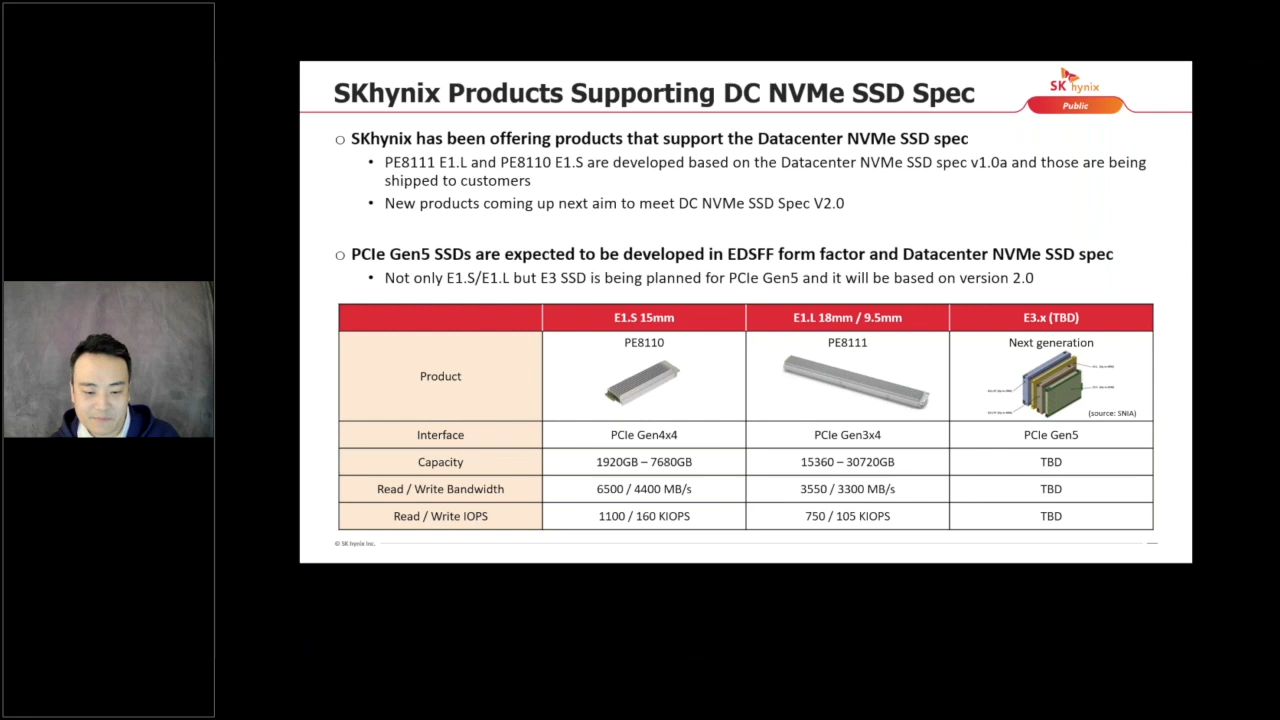 SKhynix Products Supporting DC NVMe SSD Spec
SK hynix
Public
o SKhynix has been offering products that support the Datacenter NVMe SSD spec
• PE8111 E1.L and PE8110 E1.S are developed based on the Datacenter NVMe SSD spec v1.0a and those are being
shipped to customers
• New products coming up next aim to meet DC NVMe SSD Spec V2.0
o PCIe Gen5 SSDs are expected to be developed in EDSFF form factor and Datacenter NVMe SSD spec
• Not only E1.S/E1.L but E3 SSD is being planned for PCIe Gen5 and it will be based on version 2.0
E1.S 15mm E1.L 18mm / 9.5mm E3.x (TBD)
Product PE8110 PE8111 Next generation
(source: SNIA)
Interface PCIe Gen4x4 PCIe Gen3x4 PCIe Gen5
Capacity 1920GB – 7680GB 15360 – 30720GB TBD
Read / Write Bandwidth 6500 / 4400 MB/s 3550 / 3300 MB/s TBD
Read / Write IOPS 1100 / 160 KIOPS 750 / 105 KIOPS TBD
© SK hynix Inc.